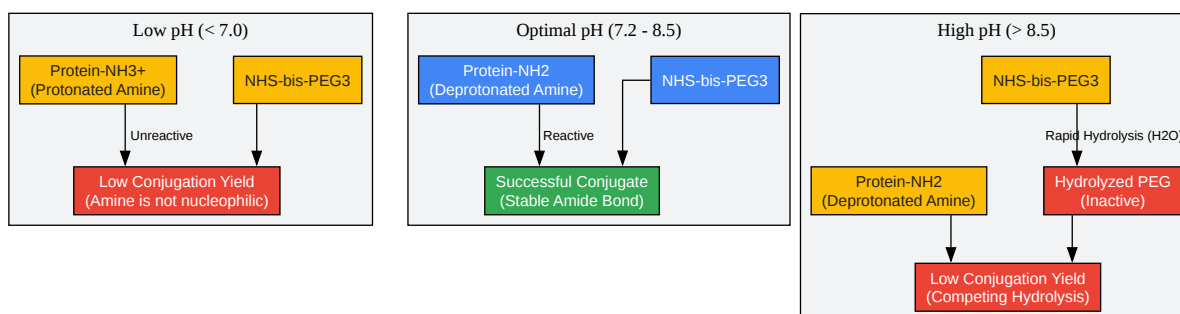 Low pH (< 7.0)
Protein-NH3+
(Protonated Amine)
NHS-bis-PEG3
Unreactive
Low Conjugation Yield
(Amine is not nucleophilic)
Optimal pH (7.2 - 8.5)
Protein-NH2
(Deprotonated Amine)
NHS-bis-PEG3
Reactive
Successful Conjugate
(Stable Amide Bond)
High pH (> 8.5)
NHS-bis-PEG3
Rapid Hydrolysis (H2O)
Protein-NH2
(Deprotonated Amine)
Hydrolyzed PEG
(Inactive)
Low Conjugation Yield
(Competing Hydrolysis)